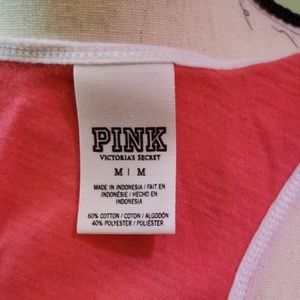 PINK
VICTORIA'S SECRET
M | M
MADE IN INDONESIA / FAIT EN
INDONÉSIE / HECHO EN
INDONESIA
60% COTTON / COTON / ALGODÓN
40% POLYESTER / POLIÉSTER